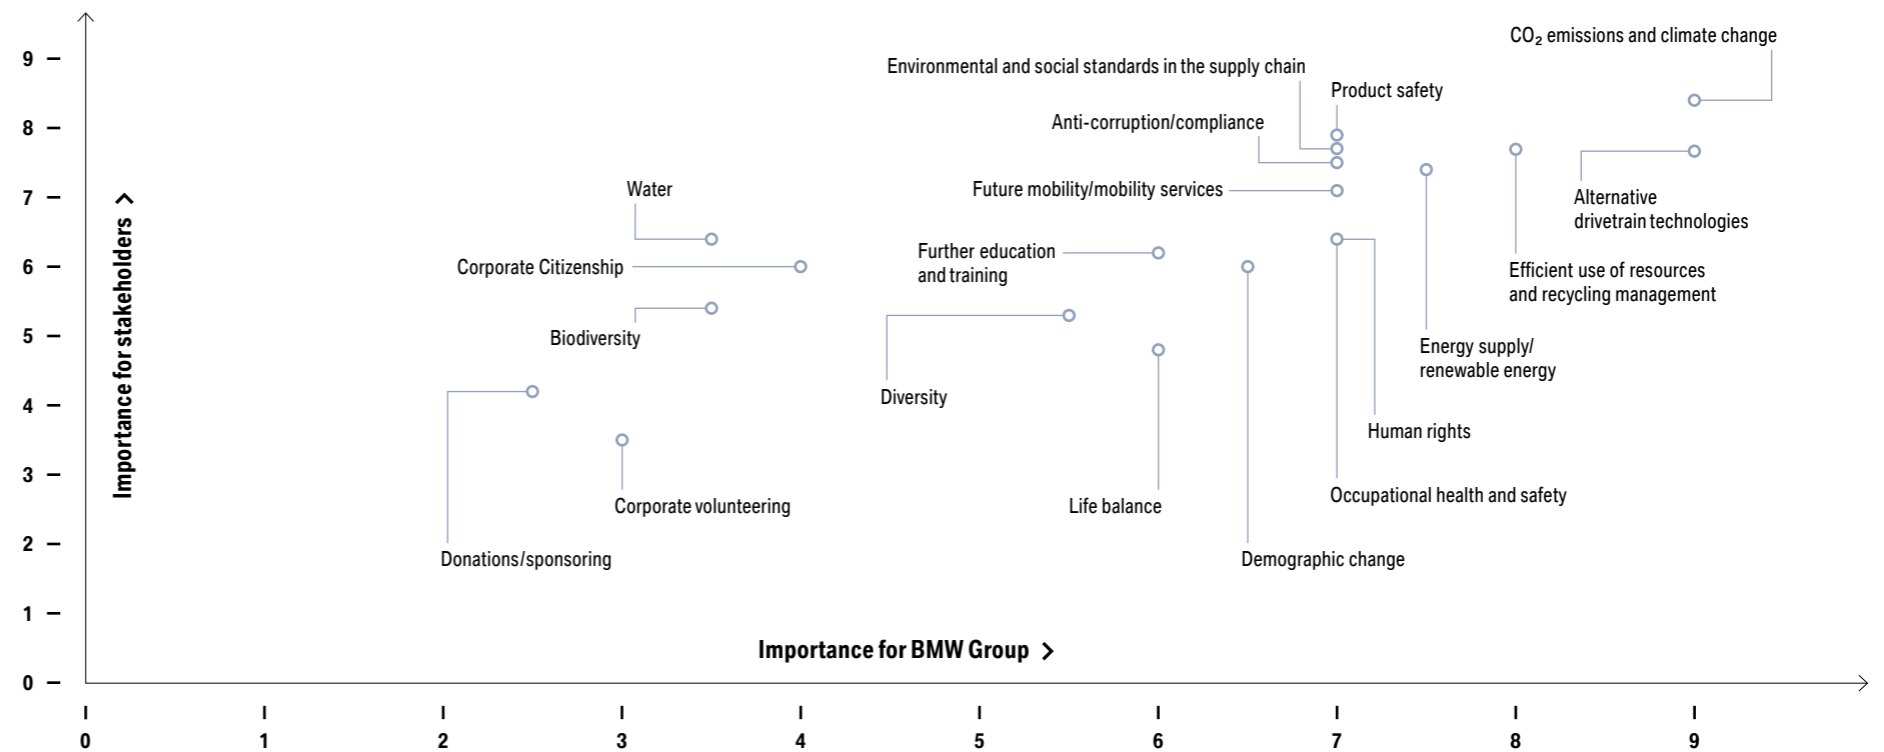 CO₂ emissions and climate change
9
Environmental and social standards in the supply chain
Product safety
Anti-corruption/compliance
8
Water
Future mobility/mobility services
7
Alternative
drivetrain technologies
Importance for stakeholders
Further education
and training
Corporate Citizenship
6
Efficient use of resources
and recycling management
Biodiversity
5
Energy supply/
renewable energy
Diversity
4
Human rights
3
Occupational health and safety
Corporate volunteering
Life balance
2
Donations/sponsoring
Demographic change
1
Importance for BMW Group
0
0 1 2 3 4 5 6 7 8 9